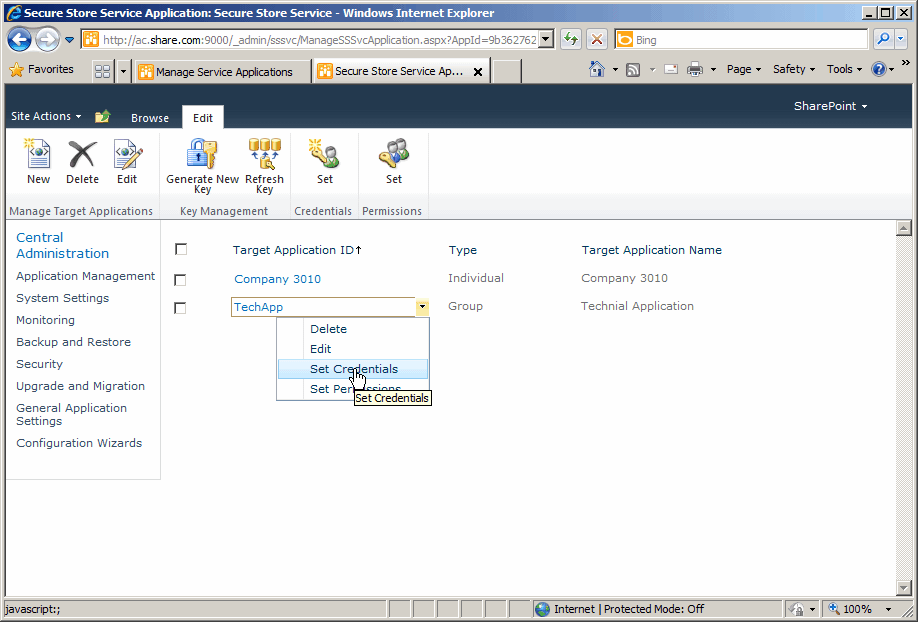 Secure Store Service Application: Secure Store Service - Windows Internet Explorer
http://ac.share.com:9000/_admin/sssvc/ManageSSSvcApplication.aspx?AppId=9b362762
Bing
Favorites
Manage Service Applications
Secure Store Service Ap...
Page
Safety
Tools
SharePoint
Site Actions
Browse
Edit
New
Delete
Edit
Generate New Key
Refresh Key
Set
Set
Manage Target Applications
Key Management
Credentials
Permissions
Central
Administration
Application Management
System Settings
Monitoring
Backup and Restore
Security
Upgrade and Migration
General Application
Settings
Configuration Wizards
Target Application ID↑ Type Target Application Name
Company 3010 Individual Company 3010
TechApp Group Technial Application
Delete
Edit
Set Credentials
Set Permissions
Set Credentials
javascript:;
Internet | Protected Mode: Off
100%